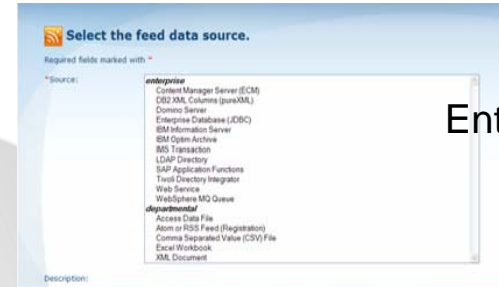 Select the feed data source.
Required fields marked with *
*Source:
enterprise
Content Manager Server (ECM)
DB2 XML Columns (pureXML)
Domino Server
Enterprise Database (JDBC)
IBM Information Server
IBM Optim Archive
IMS Transaction
LDAP Directory
SAP Application Functions
Tivoli Directory Integrator
Web Service
WebSphere MQ Queue
departmental
Access Data File
Atom or RSS Feed (Registration)
Comma Separated Value (CSV) File
Excel Workbook
XML Document
Description:
Ent